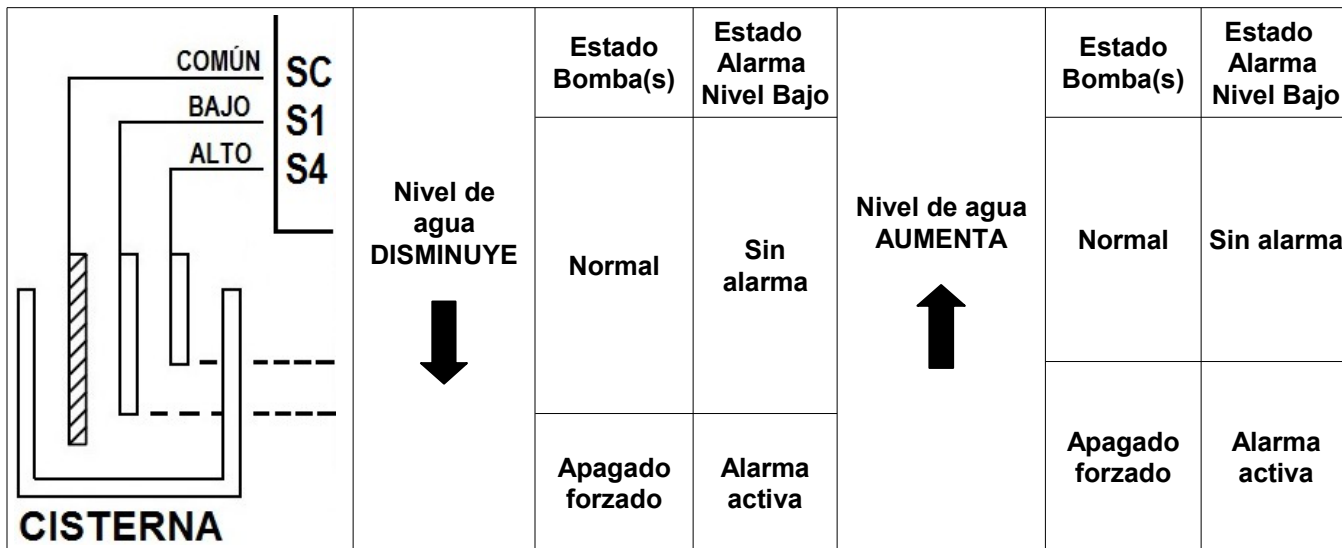 COMÚN SC
BAJO S1
ALTO S4
CISTERNA
Nivel de
agua
DISMINUYE
Estado
Bomba(s)
Normal
Apagado
forzado
Estado
Alarma
Nivel Bajo
Sin
alarma
Alarma
activa
Nivel de agua
AUMENTA
Estado
Bomba(s)
Normal
Apagado
forzado
Estado
Alarma
Nivel Bajo
Sin alarma
Alarma
activa